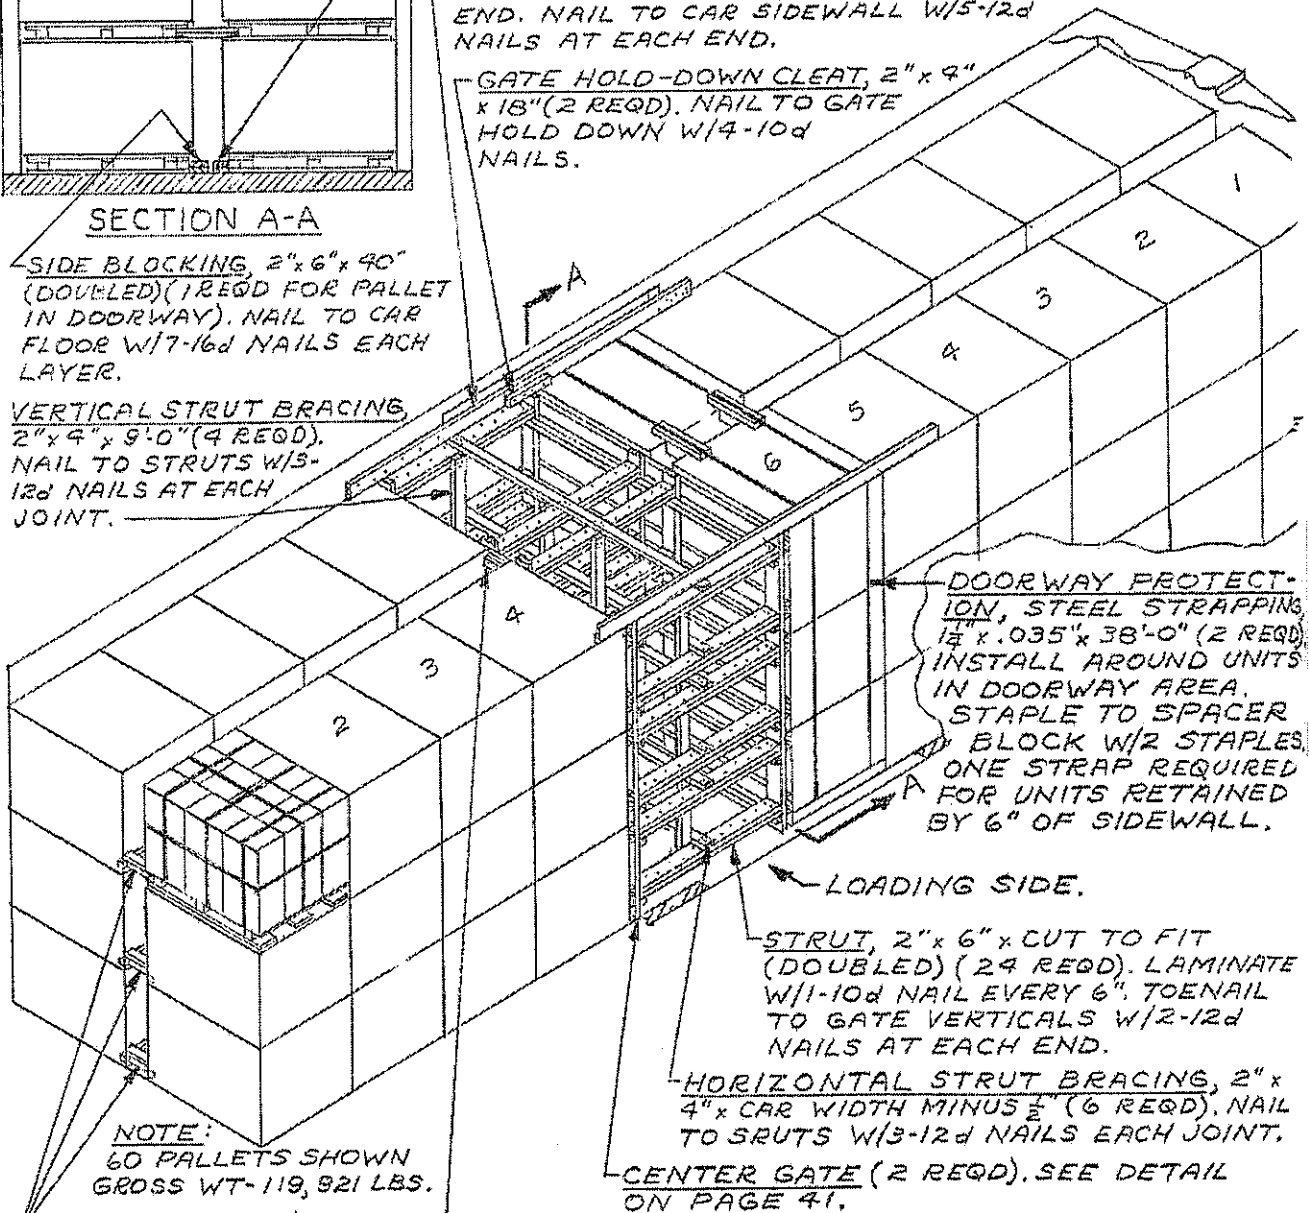 END. NAIL TO CAR SIDEWALL W/5-12d
NAILS AT EACH END.
GATE HOLD-DOWN CLEAT, 2" x 4"
x 18" (2 REQD). NAIL TO GATE
HOLD DOWN W/4-10d
NAILS.
SECTION A-A
SIDE BLOCKING, 2" x 6" x 40"
(DOUBLED) (1 REQD FOR PALLET
IN DOORWAY). NAIL TO CAR
FLOOR W/7-16d NAILS EACH
LAYER.
VERTICAL STRUT BRACING,
2" x 4" x 9'-0" (4 REQD).
NAIL TO STRUTS W/3-
12d NAILS AT EACH
JOINT.
A
1
2
3
4
5
6
4
3
2
DOORWAY PROTECT-
ION, STEEL STRAPPING,
1¼" x .035" x 38'-0" (2 REQD).
INSTALL AROUND UNITS
IN DOORWAY AREA.
STAPLE TO SPACER
BLOCK W/2 STAPLES.
ONE STRAP REQUIRED
FOR UNITS RETAINED
BY 6" OF SIDEWALL.
A
LOADING SIDE.
STRUT, 2" x 6" x CUT TO FIT
(DOUBLED) (24 REQD). LAMINATE
W/1-10d NAIL EVERY 6". TOENAIL
TO GATE VERTICALS W/2-12d
NAILS AT EACH END.
HORIZONTAL STRUT BRACING, 2" x
4" x CAR WIDTH MINUS ½" (6 REQD). NAIL
TO SRUTS W/3-12d NAILS EACH JOINT.
CENTER GATE (2 REQD). SEE DETAIL
ON PAGE 41.
NOTE:
60 PALLETS SHOWN
GROSS WT-119,921 LBS.